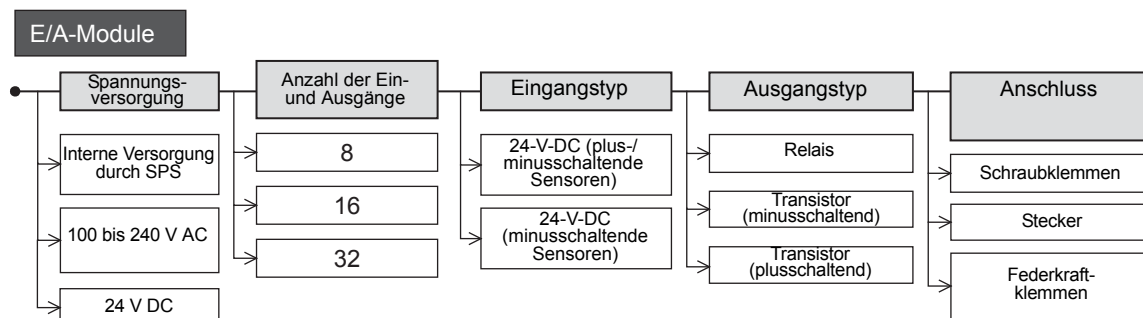 E/A-Module
Spannungs-
versorgung
Interne Versorgung
durch SPS
100 bis 240 V AC
24 V DC
Anzahl der Ein-
und Ausgänge
8
16
32
Eingangstyp
24-V-DC (plus-/
minusschaltende
Sensoren)
24-V-DC
(minusschaltende
Sensoren)
Ausgangstyp
Relais
Transistor
(minusschaltend)
Transistor
(plusschaltend)
Anschluss
Schraubklemmen
Stecker
Federkraft-
klemmen